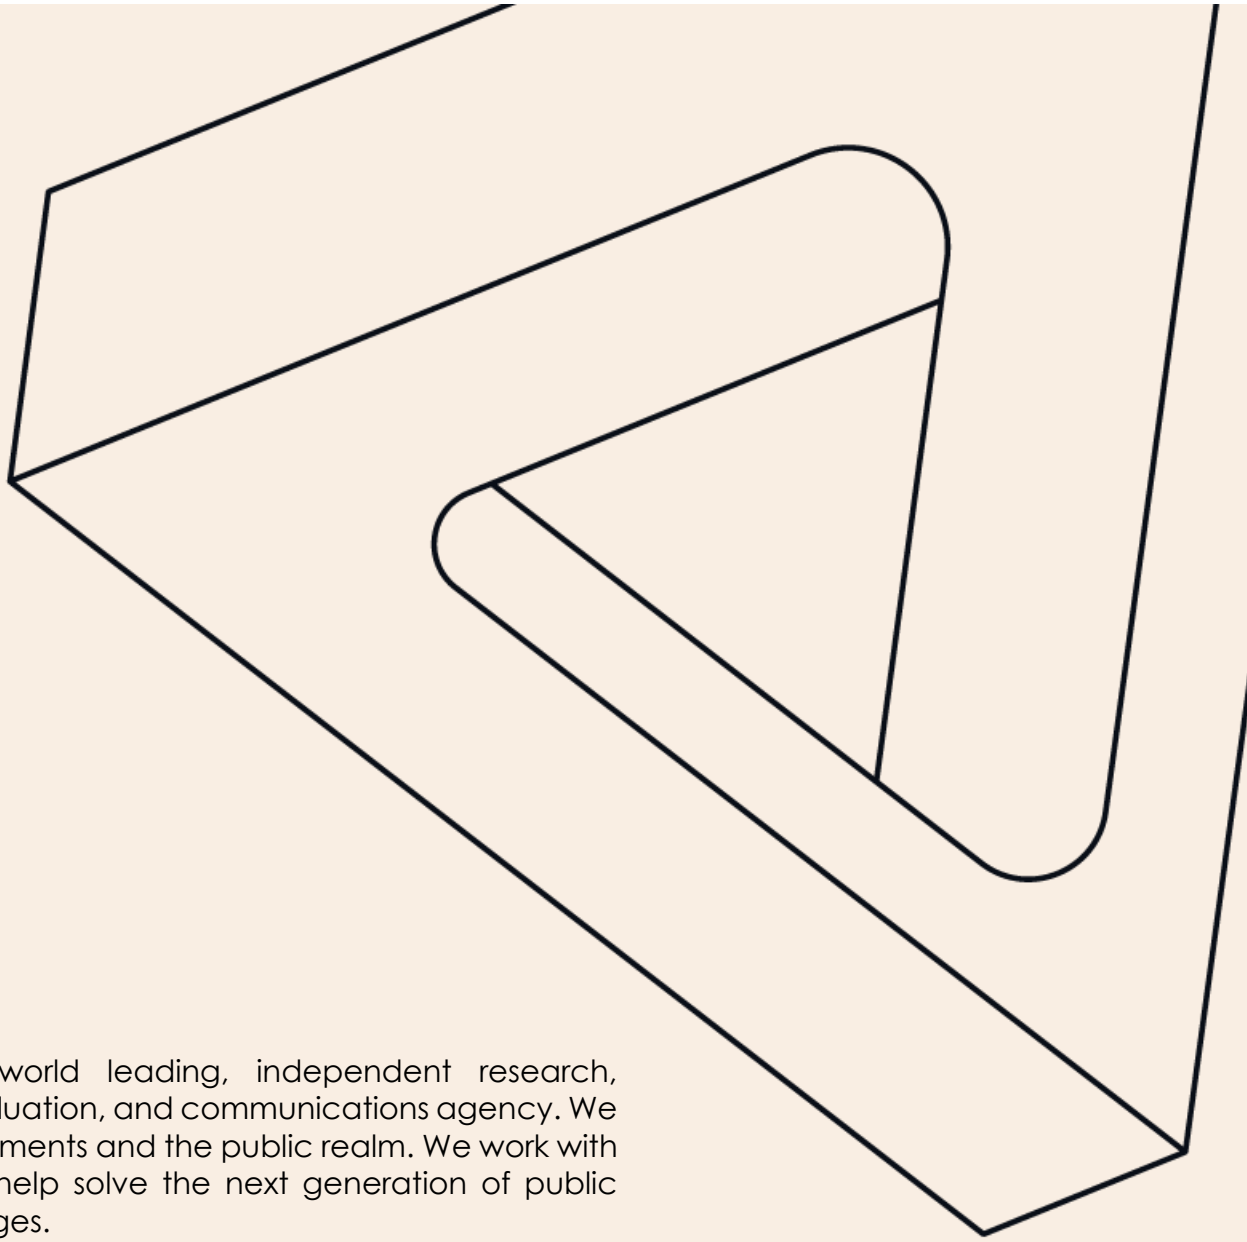 world leading, independent research,
luation, and communications agency. We
ments and the public realm. We work with
help solve the next generation of public
ges.